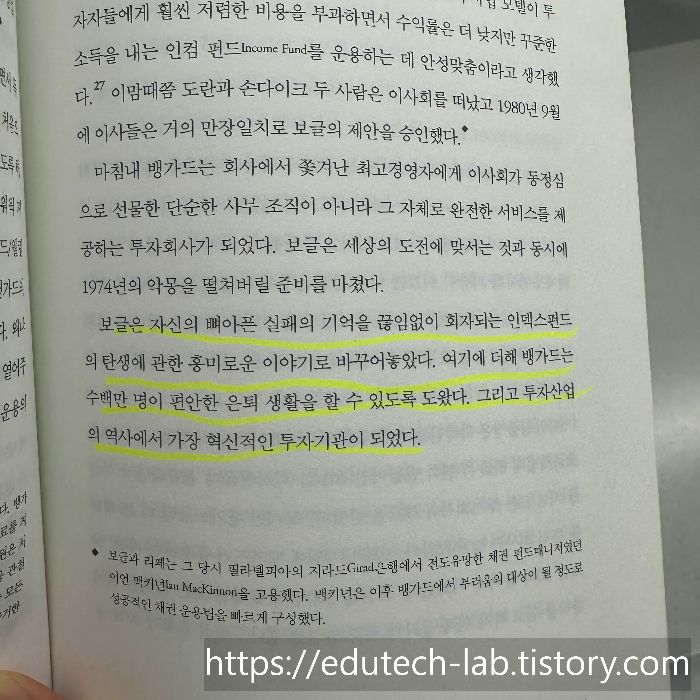 자자들에게 훨씬 저렴한 비용을 부과하면서 수익률은 더 낮지만 꾸준한
소득을 내는 인컴 펀드Income Fund를 운용하는 데 안성맞춤이라고 생각했
다.27 이맘때쯤 도란과 손다이크 두 사람은 이사회를 떠났고 1980년 9월
에 이사들은 거의 만장일치로 보글의 제안을 승인했다.◆
마침내 뱅가드는 회사에서 쫓겨난 최고경영자에게 이사회가 동정심
으로 선물한 단순한 사무 조직이 아니라 그 자체로 완전한 서비스를 제
공하는 투자회사가 되었다. 보글은 세상의 도전에 맞서는 것과 동시에
1974년의 악몽을 떨쳐버릴 준비를 마쳤다.
보글은 자신의 뼈아픈 실패의 기억을 끊임없이 회자되는 인덱스펀드
의 탄생에 관한 흥미로운 이야기로 바꾸어놓았다. 여기에 더해 뱅가드는
수백만 명이 편안한 은퇴 생활을 할 수 있도록 도왔다. 그리고 투자산업
의 역사에서 가장 혁신적인 투자기관이 되었다.
◆ 보글과 리페는 그 당시 필라델피아의 지라드Girad은행에서 전도유망한 채권 펀드매니저였던
이언 맥키넌Ian MacKinnon을 고용했다. 맥키넌은 이후 뱅가드에서 부러움의 대상이 될 정도로
성공적인 채권 운용팀을 빠르게 구성했다.
https://edutech-lab.tistory.com